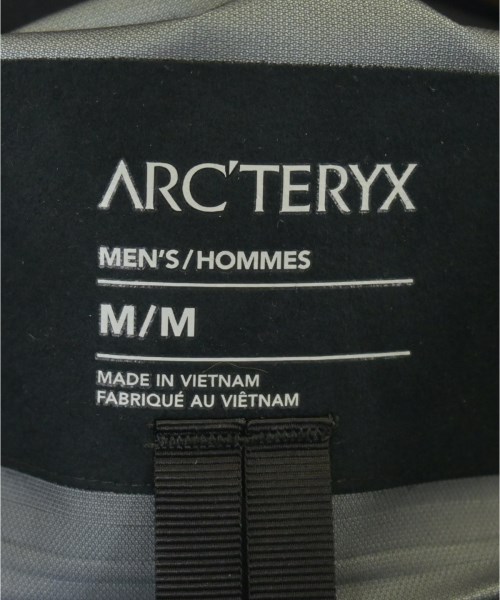 ARC'TERYX
MEN'S/HOMMES
M/M
MADE IN VIETNAM
FABRIQUÉ AU VIÊTNAM